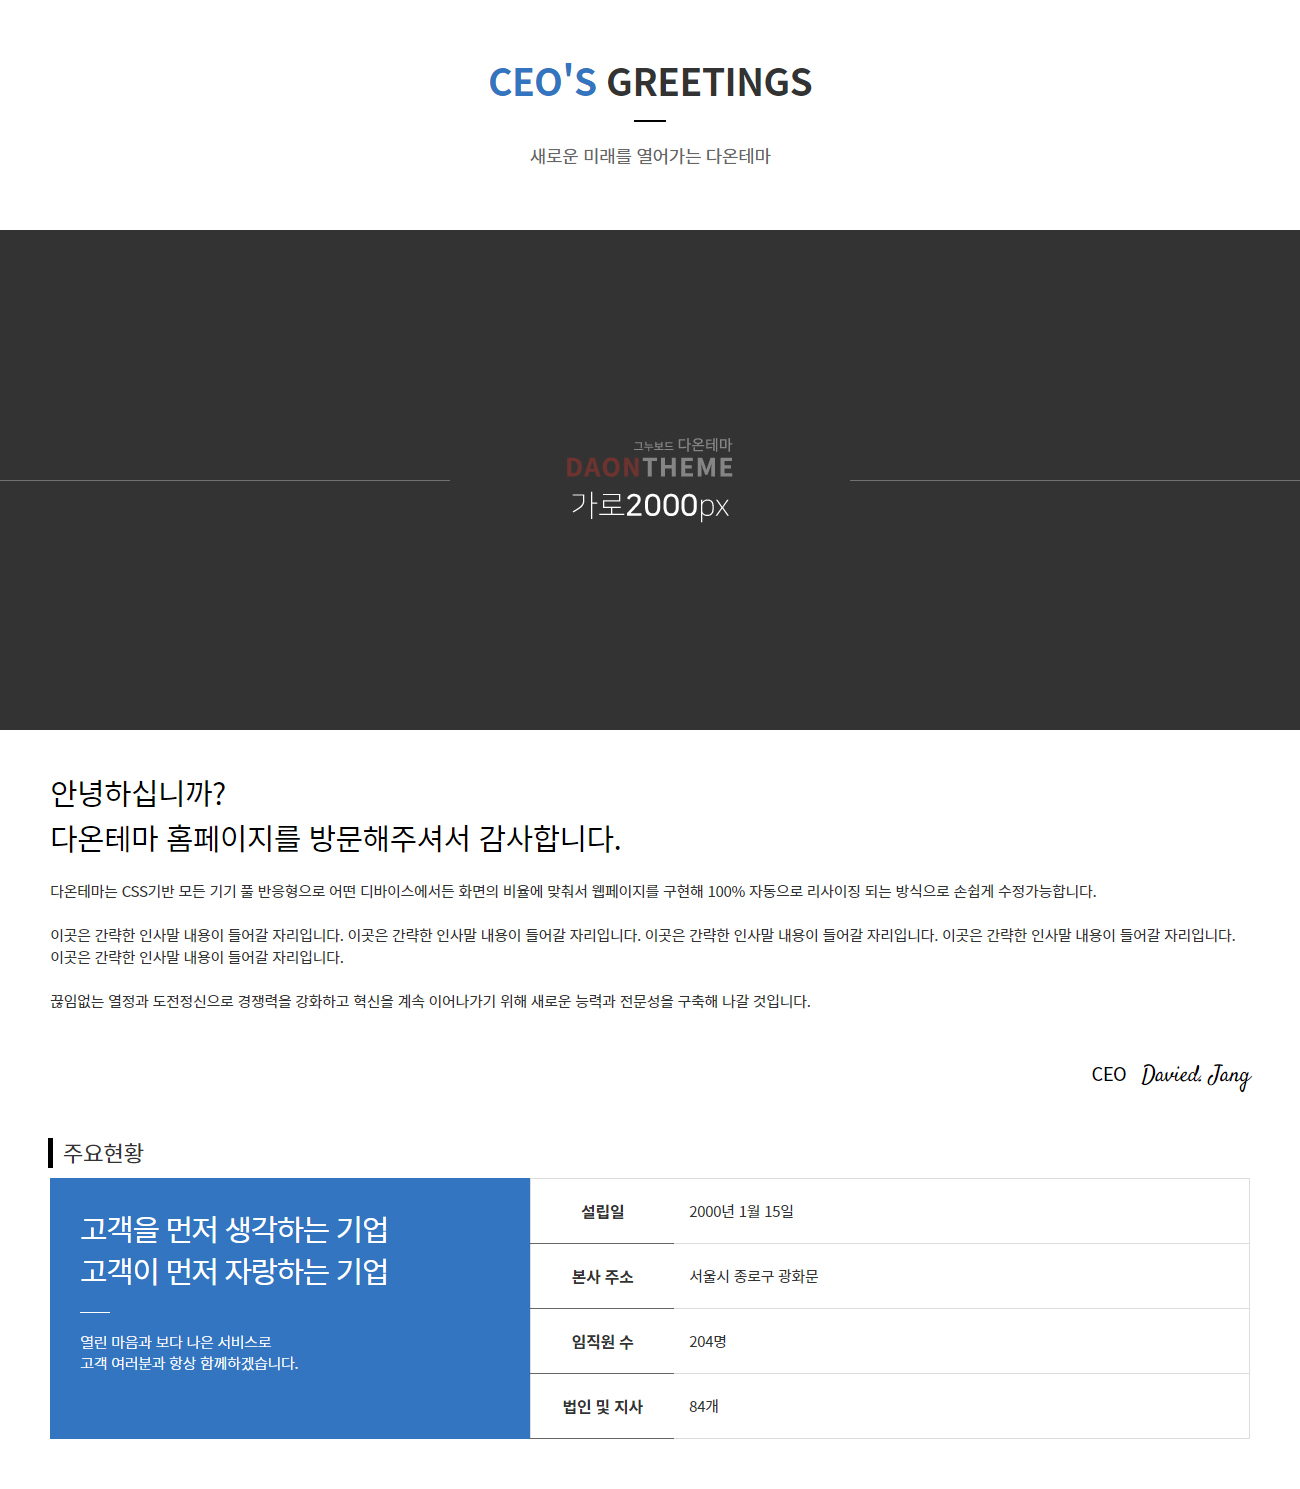 CEO'S GREETINGS
새로운 미래를 열어가는 다온테마
그누보드 다온테마
DAONTHEME
가로2000px
안녕하십니까?
다온테마 홈페이지를 방문해주셔서 감사합니다.
다온테마는 CSS기반 모든 기기 풀 반응형으로 어떤 디바이스에서든 화면의 비율에 맞춰서 웹페이지를 구현해 100% 자동으로 리사이징 되는 방식으로 손쉽게 수정가능합니다.
이곳은 간략한 인사말 내용이 들어갈 자리입니다. 이곳은 간략한 인사말 내용이 들어갈 자리입니다. 이곳은 간략한 인사말 내용이 들어갈 자리입니다. 이곳은 간략한 인사말 내용이 들어갈 자리입니다.
이곳은 간략한 인사말 내용이 들어갈 자리입니다.
끊임없는 열정과 도전정신으로 경쟁력을 강화하고 혁신을 계속 이어나가기 위해 새로운 능력과 전문성을 구축해 나갈 것입니다.
CEO Davied. Jang
주요현황
고객을 먼저 생각하는 기업
고객이 먼저 자랑하는 기업
열린 마음과 보다 나은 서비스로
고객 여러분과 항상 함께하겠습니다.
설립일 2000년 1월 15일
본사 주소 서울시 종로구 광화문
임직원 수 204명
법인 및 지사 84개